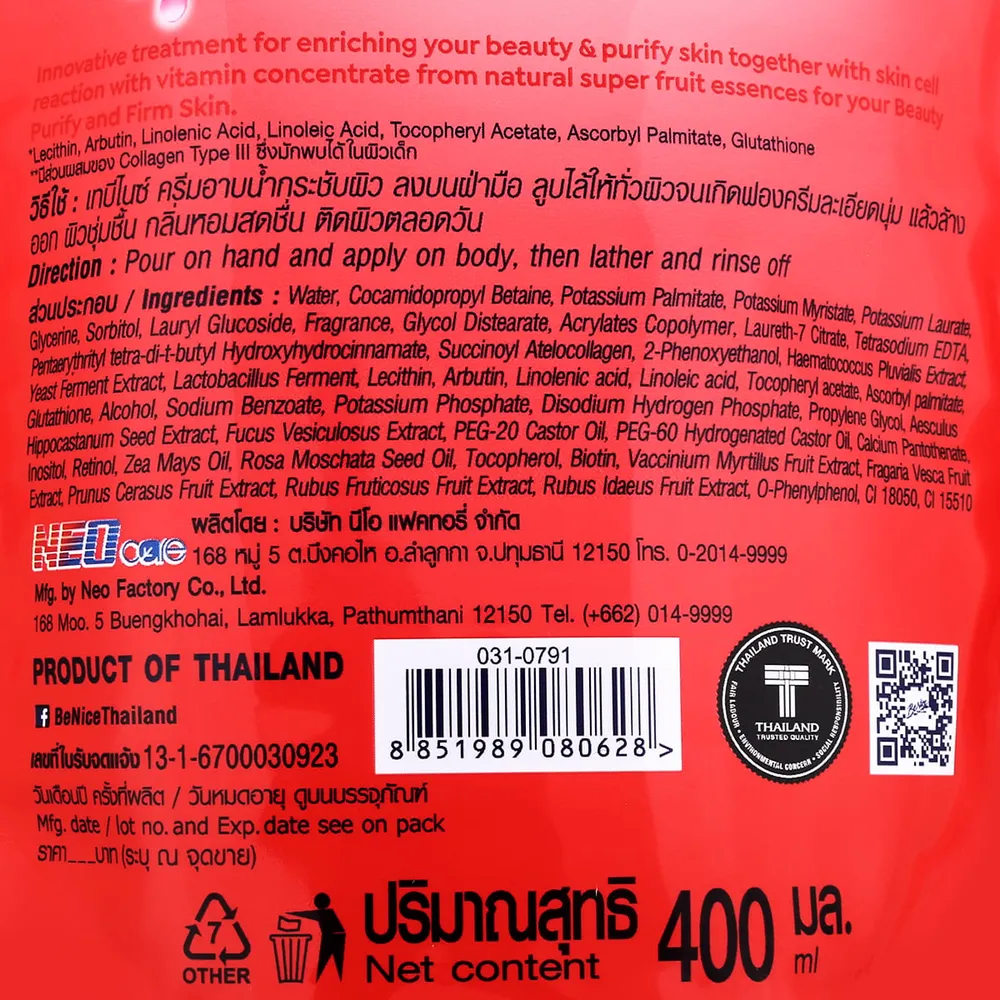 Innovative treatment for enriching your beauty & purify skin together with skin cell
reaction with vitamin concentrate from natural super fruit essences for your Beauty
Purify and Firm Skin.
*Lecithin, Arbutin, Linolenic Acid, Linoleic Acid, Tocopheryl Acetate, Ascorbyl Palmitate, Glutathione
**มีส่วนผสมของ Collagen Type III ซึ่งมักพบได้ในผิวเด็ก
วิธีใช้ : เทบีไนซ์ ครีมอาบน้ำกระชับผิว ลงบนฝ่ามือ ลูบไล้ให้ทั่วผิวจนเกิดฟองครีมละเอียดนุ่ม แล้วล้าง
ออก ผิวชุ่มชื้น กลิ่นหอมสดชื่น ติดผิวตลอดวัน
Direction : Pour on hand and apply on body, then lather and rinse off
ส่วนประกอบ / Ingredients : Water, Cocamidopropyl Betaine, Potassium Palmitate, Potassium Myristate, Potassium Laurate,
Glycerine, Sorbitol, Lauryl Glucoside, Fragrance, Glycol Distearate, Acrylates Copolymer, Laureth-7 Citrate, Tetrasodium EDTA,
Pentaerythrityl tetra-di-t-butyl Hydroxyhydrocinnamate, Succinoyl Atelocollagen, 2-Phenoxyethanol, Haematococcus Pluvialis Extract,
Yeast Ferment Extract, Lactobacillus Ferment, Lecithin, Arbutin, Linolenic acid, Linoleic acid, Tocopheryl acetate, Ascorbyl palmitate,
Glutathione, Alcohol, Sodium Benzoate, Potassium Phosphate, Disodium Hydrogen Phosphate, Propylene Glycol, Aesculus
Hippocastanum Seed Extract, Fucus Vesiculosus Extract, PEG-20 Castor Oil, PEG-60 Hydrogenated Castor Oil, Calcium Pantothenate,
Inositol, Retinol, Zea Mays Oil, Rosa Moschata Seed Oil, Tocopherol, Biotin, Vaccinium Myrtillus Fruit Extract, Fragaria Vesca Fruit
Extract, Prunus Cerasus Fruit Extract, Rubus Fruticosus Fruit Extract, Rubus Idaeus Fruit Extract, O-Phenylphenol, CI 18050, CI 15510
NEO care
ผลิตโดย : บริษัท นีโอ แฟคทอรี่ จำกัด
168 หมู่ 5 ต.บึงคอไห อ.ลำลูกกา จ.ปทุมธานี 12150 โทร. 0-2014-9999
Mfg. by Neo Factory Co., Ltd.
168 Moo. 5 Buengkhohai, Lamlukka, Pathumthani 12150 Tel. (+662) 014-9999
PRODUCT OF THAILAND
f BeNiceThailand
เลขที่ใบรับจดแจ้ง 13-1-6700030923
031-0791
8 851989 080628 >
THAILAND TRUST MARK
THAILAND
TRUSTED QUALITY
FAIR LABOUR • ENVIRONMENTAL CONCERN • SOCIAL RESPONSIBILITY
BeNice
วันเดือนปี ครั้งที่ผลิต / วันหมดอายุ ดูบนบรรจุภัณฑ์
Mfg. date / lot no. and Exp. date see on pack
ราคา___บาท (ระบุ ณ จุดขาย)
7
OTHER
ปริมาณสุทธิ 400 มล.
Net content ml